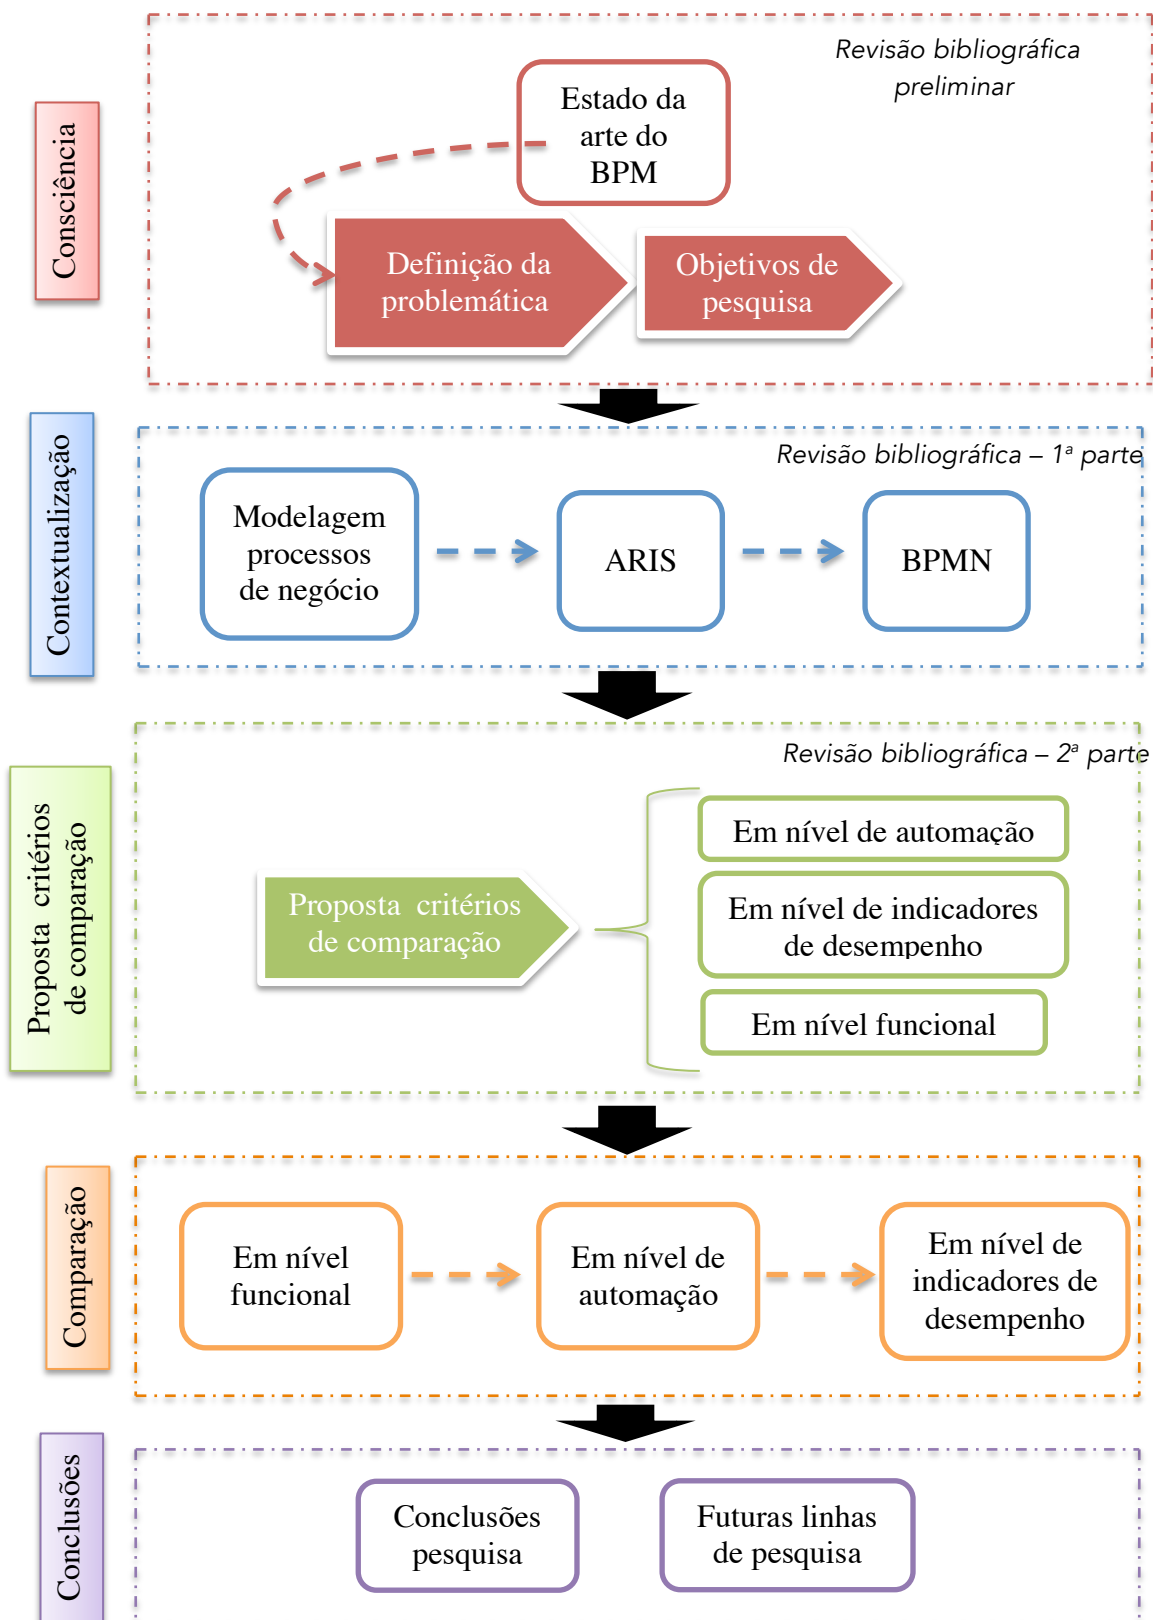 Consciência
Revisão bibliográfica
preliminar
Estado da
arte do
BPM
Definição da
problemática
Objetivos de
pesquisa
Contextualização
Revisão bibliográfica – 1ª parte
Modelagem
processos
de negócio
ARIS
BPMN
Proposta critérios
de comparação
Revisão bibliográfica – 2ª parte
Proposta critérios
de comparação
Em nível de automação
Em nível de indicadores
de desempenho
Em nível funcional
Comparação
Em nível
funcional
Em nível de
automação
Em nível de
indicadores de
desempenho
Conclusões
Conclusões
pesquisa
Futuras linhas
de pesquisa